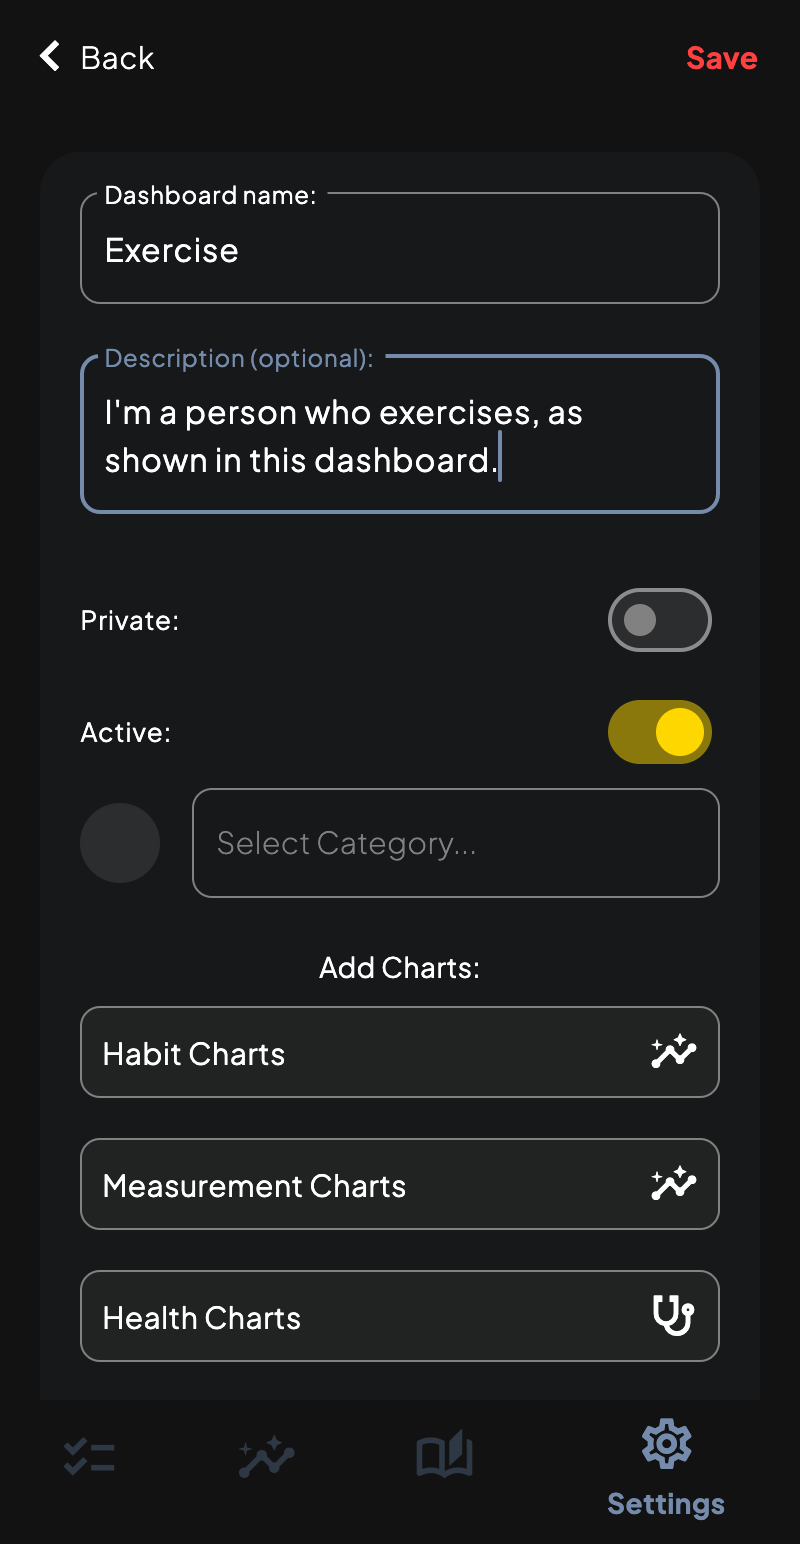 Back
Save
Dashboard name:
Exercise
Description (optional):
I'm a person who exercises, as
shown in this dashboard.
Private:
Active:
Select Category...
Add Charts:
Habit Charts
Measurement Charts
Health Charts
Settings